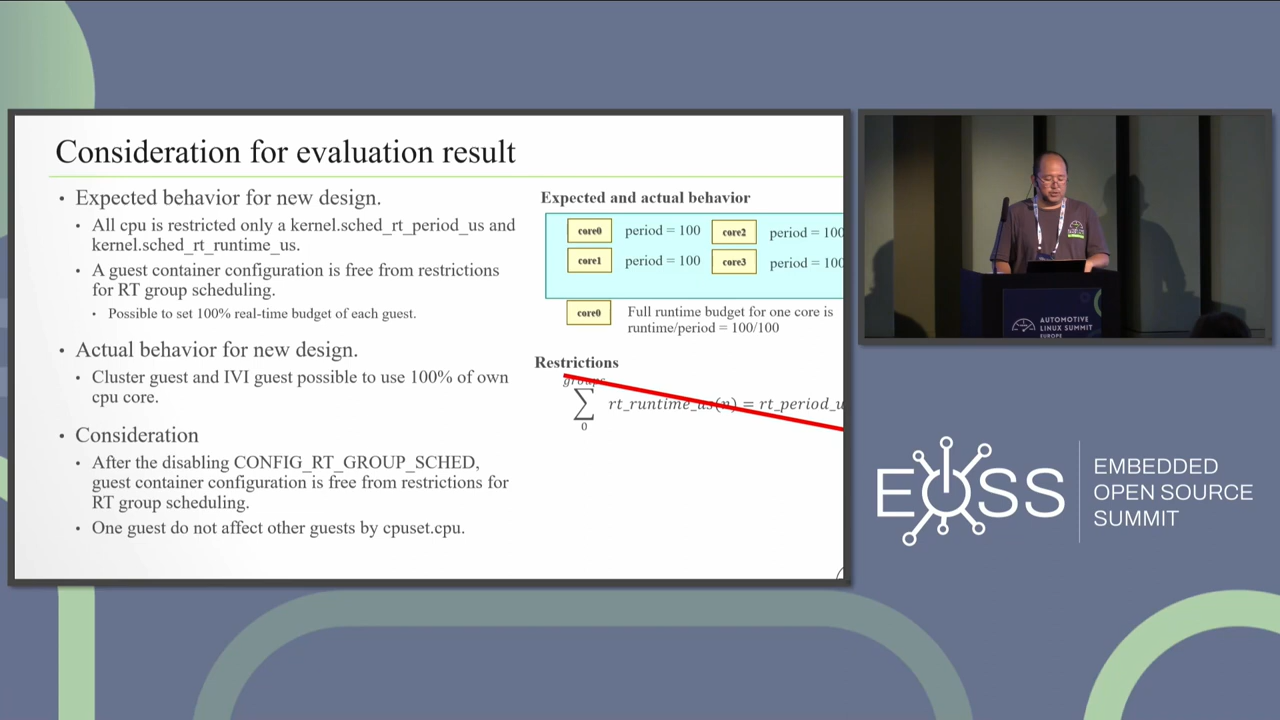 Consideration for evaluation result
• Expected behavior for new design.
• All cpu is restricted only a kernel.sched_rt_period_us and
kernel.sched_rt_runtime_us.
• A guest container configuration is free from restrictions
for RT group scheduling.
• Possible to set 100% real-time budget of each guest.
• Actual behavior for new design.
• Cluster guest and IVI guest possible to use 100% of own
cpu core.
• Consideration
• After the disabling CONFIG_RT_GROUP_SCHED,
guest container configuration is free from restrictions for
RT group scheduling.
• One guest do not affect other guests by cpuset.cpu.
Expected and actual behavior
core0 period = 100 core2 period = 100
core1 period = 100 core3 period = 100
core0 Full runtime budget for one core is
runtime/period = 100/100
Restrictions
groups
∑ rt_runtime_us(n) = rt_period_u
0
AUTOMOTIVE
LINUX SUMMIT
EUROPE
EOSS
EMBEDDED
OPEN SOURCE
SUMMIT